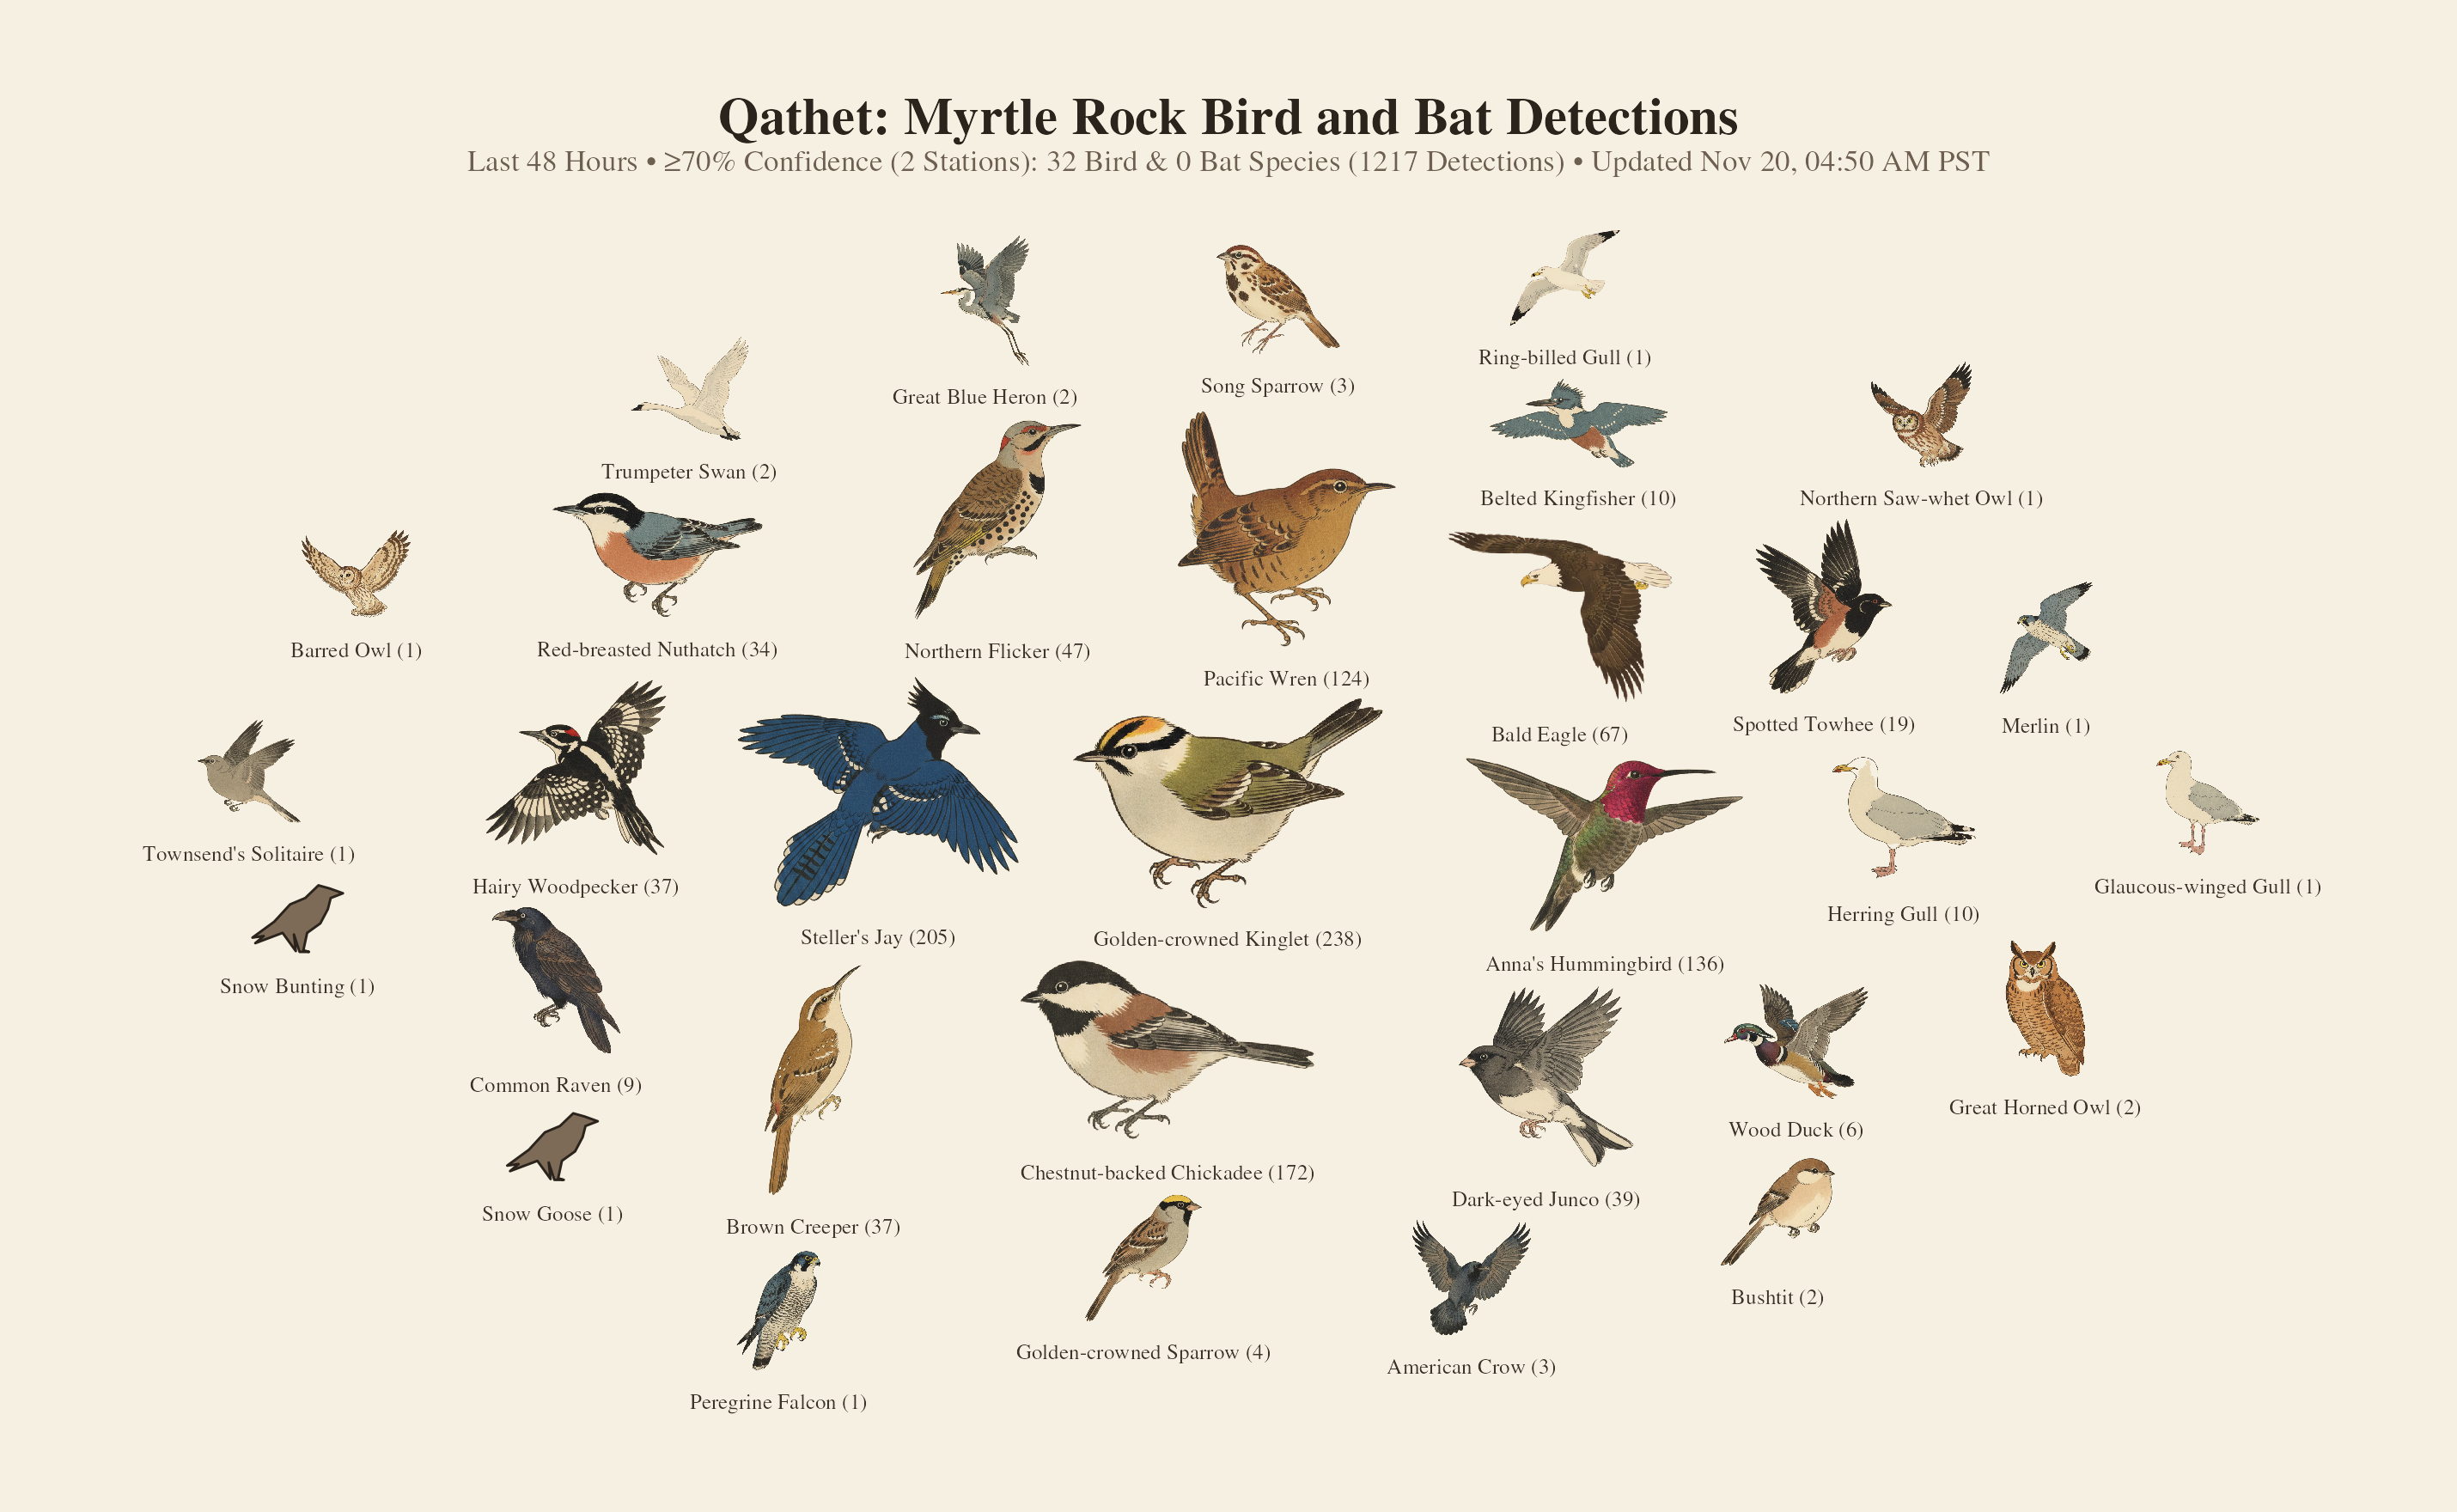 Qathet: Myrtle Rock Bird and Bat Detections
Last 48 Hours • ≥70% Confidence (2 Stations): 32 Bird & 0 Bat Species (1217 Detections) • Updated Nov 20, 04:50 AM PST
Ring-billed Gull (1)
Song Sparrow (3)
Great Blue Heron (2)
Trumpeter Swan (2)
Belted Kingfisher (10)
Northern Saw-whet Owl (1)
Barred Owl (1)
Red-breasted Nuthatch (34)
Northern Flicker (47)
Pacific Wren (124)
Bald Eagle (67)
Spotted Towhee (19)
Merlin (1)
Townsend's Solitaire (1)
Hairy Woodpecker (37)
Steller's Jay (205)
Golden-crowned Kinglet (238)
Anna's Hummingbird (136)
Herring Gull (10)
Glaucous-winged Gull (1)
Snow Bunting (1)
Common Raven (9)
Chestnut-backed Chickadee (172)
Dark-eyed Junco (39)
Wood Duck (6)
Great Horned Owl (2)
Snow Goose (1)
Brown Creeper (37)
Bushtit (2)
Golden-crowned Sparrow (4)
American Crow (3)
Peregrine Falcon (1)